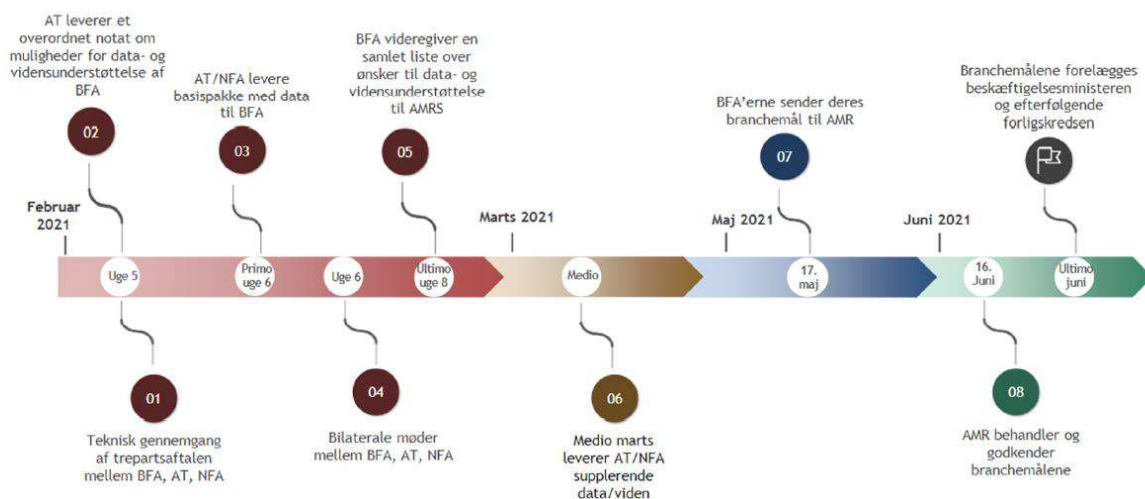 AT leverer et
overordnet notat om
muligheder for data- og
vidensunderstøttelse af
BFA
02
AT/NFA levere
basispakke med data
til BFA
03
BFA videregiver en
samlet liste over
ønsker til data- og
vidensunderstøttelse
til AMRS
05
BFA'erne sender deres
branchemål til AMR
07
Branchemålene forelægges
beskæftigelsesministeren
og efterfølgende
forligskredsen
Februar
2021
Marts 2021
Maj 2021
Juni 2021
Uge 5
Primo
uge 6
Uge 6
Ultimo
uge 8
Medio
17.
maj
16.
Juni
Ultimo
juni
01
Teknisk gennemgang
af trepartsaftalen
mellem BFA, AT, NFA
04
Bilaterale møder
mellem BFA, AT, NFA
06
Medio marts
leverer AT/NFA
supplerende
data/viden
08
AMR behandler og
godkender
branchemålene